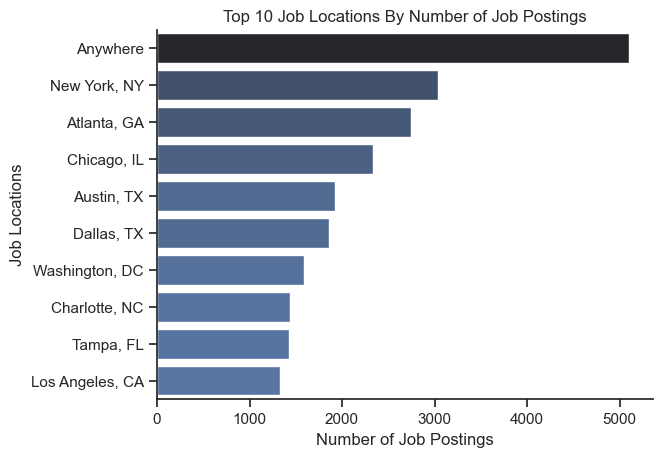 Top 10 Job Locations By Number of Job Postings
Job Locations
Anywhere
New York, NY
Atlanta, GA
Chicago, IL
Austin, TX
Dallas, TX
Washington, DC
Charlotte, NC
Tampa, FL
Los Angeles, CA
0 1000 2000 3000 4000 5000
Number of Job Postings